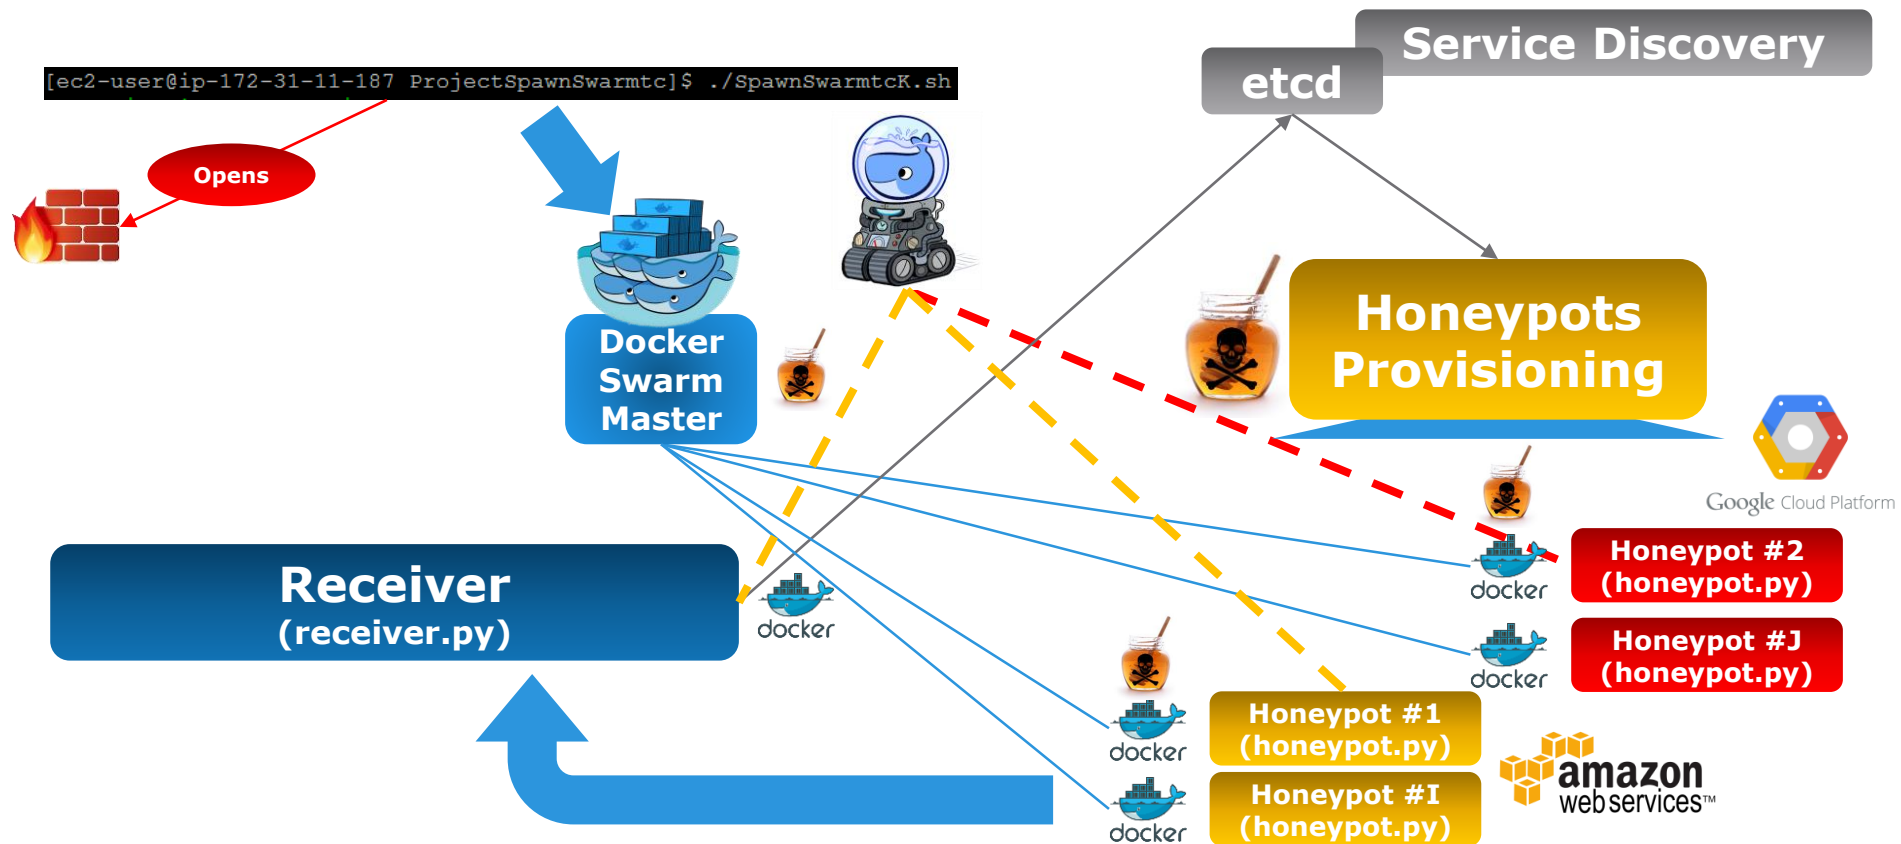 [ec2-user@ip-172-31-11-187 ProjectSpawnSwarmtc]$ ./SpawnSwarmtcK.sh
Service Discovery
etcd
Opens
Docker
Swarm
Master
Honeypots
Provisioning
Google Cloud Platform
Receiver
(receiver.py)
docker
docker
Honeypot #2
(honeypot.py)
docker
Honeypot #J
(honeypot.py)
docker
Honeypot #1
(honeypot.py)
docker
Honeypot #I
(honeypot.py)
amazon
web services™